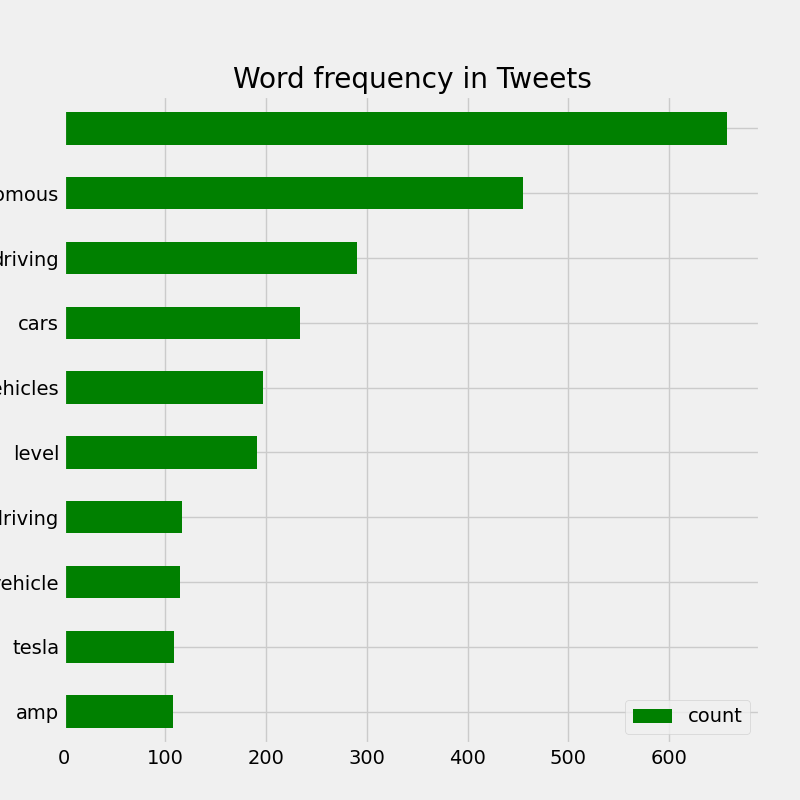 Word frequency in Tweets
omous
driving
cars
ehicles
level
driving
vehicle
tesla
amp
count
0 100 200 300 400 500 600